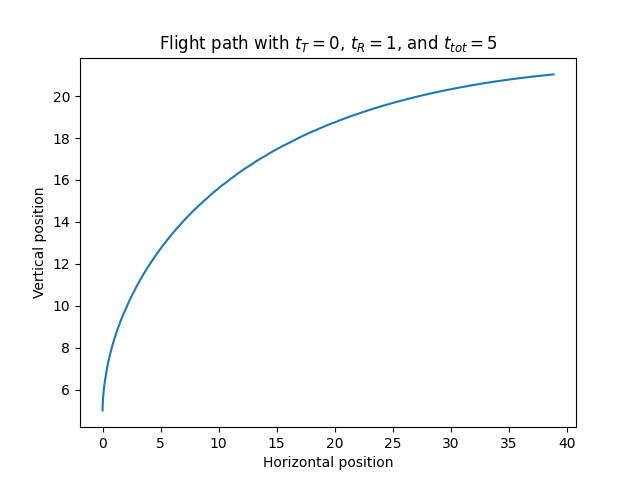 Flight path with $t_T = 0$, $t_R = 1$, and $t_{tot} = 5$
Vertical position
20
18
16
14
12
10
8
6
0 5 10 15 20 25 30 35 40
Horizontal position